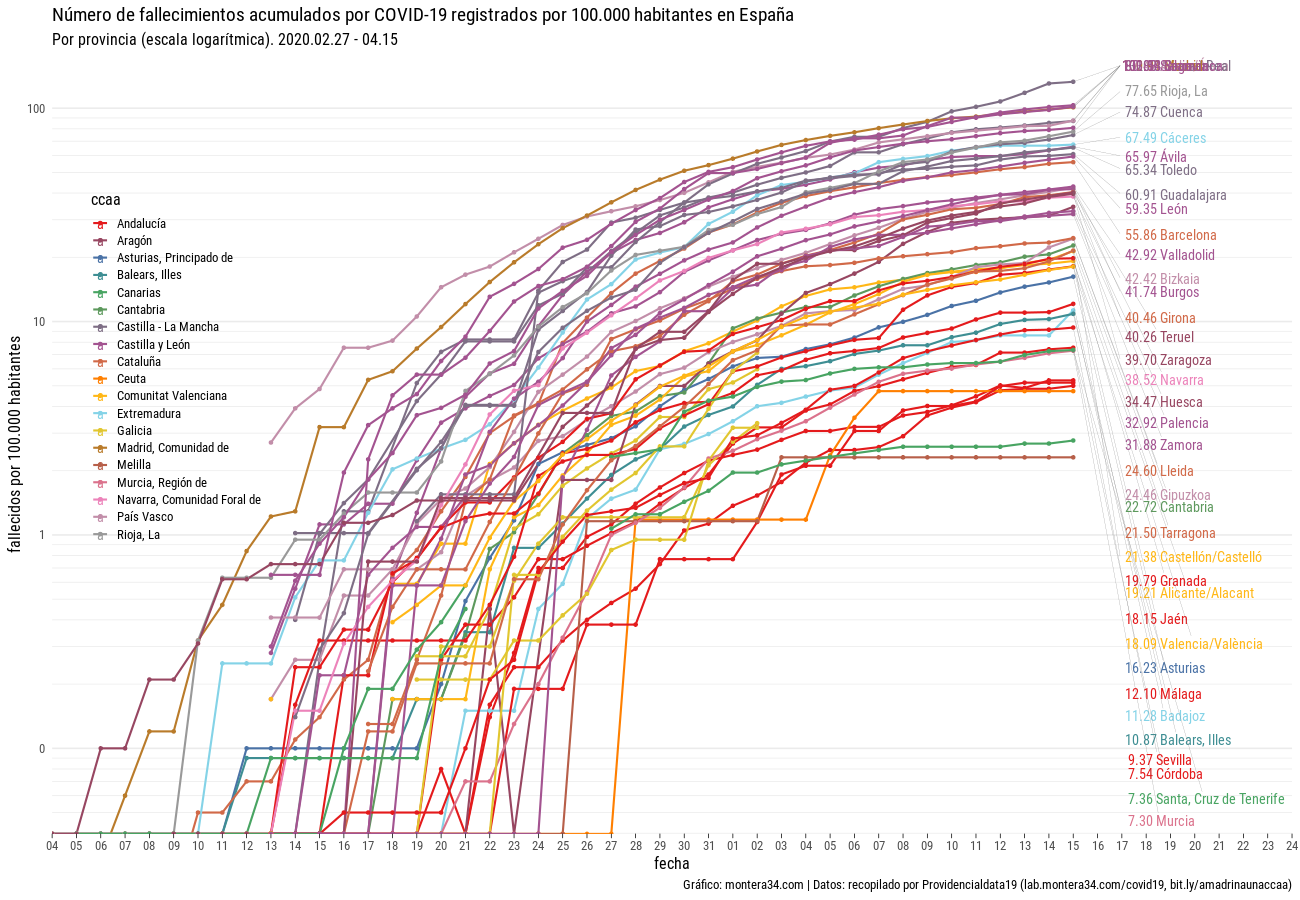 Número de fallecimientos acumulados por COVID-19 registrados por 100.000 habitantes en España
Por provincia (escala logarítmica). 2020.02.27 - 04.15
fallecidos por 100.000 habitantes
100
10
1
0
ccaa
Andalucía
Aragón
Asturias, Principado de
Balears, Illes
Canarias
Cantabria
Castilla - La Mancha
Castilla y León
Cataluña
Ceuta
Comunitat Valenciana
Extremadura
Galicia
Madrid, Comunidad de
Melilla
Murcia, Región de
Navarra, Comunidad Foral de
País Vasco
Rioja, La
77.65 Rioja, La
74.87 Cuenca
67.49 Cáceres
65.97 Ávila
65.34 Toledo
60.91 Guadalajara
59.35 León
55.86 Barcelona
42.92 Valladolid
42.42 Bizkaia
41.74 Burgos
40.46 Girona
40.26 Teruel
39.70 Zaragoza
38.52 Navarra
34.47 Huesca
32.92 Palencia
31.88 Zamora
24.60 Lleida
24.46 Gipuzkoa
22.72 Cantabria
21.50 Tarragona
21.38 Castellón/Castelló
19.79 Granada
19.21 Alicante/Alacant
18.15 Jaén
18.09 Valencia/València
16.23 Asturias
12.10 Málaga
11.28 Badajoz
10.87 Balears, Illes
9.37 Sevilla
7.54 Córdoba
7.36 Santa, Cruz de Tenerife
7.30 Murcia
04 05 06 07 08 09 10 11 12 13 14 15 16 17 18 19 20 21 22 23 24 25 26 27 28 29 30 31 01 02 03 04 05 06 07 08 09 10 11 12 13 14 15 16 17 18 19 20 21 22 23 24
fecha
Gráfico: montera34.com | Datos: recopilado por Providencialdata19 (lab.montera34.com/covid19, bit.ly/amadrinaunaccaa)